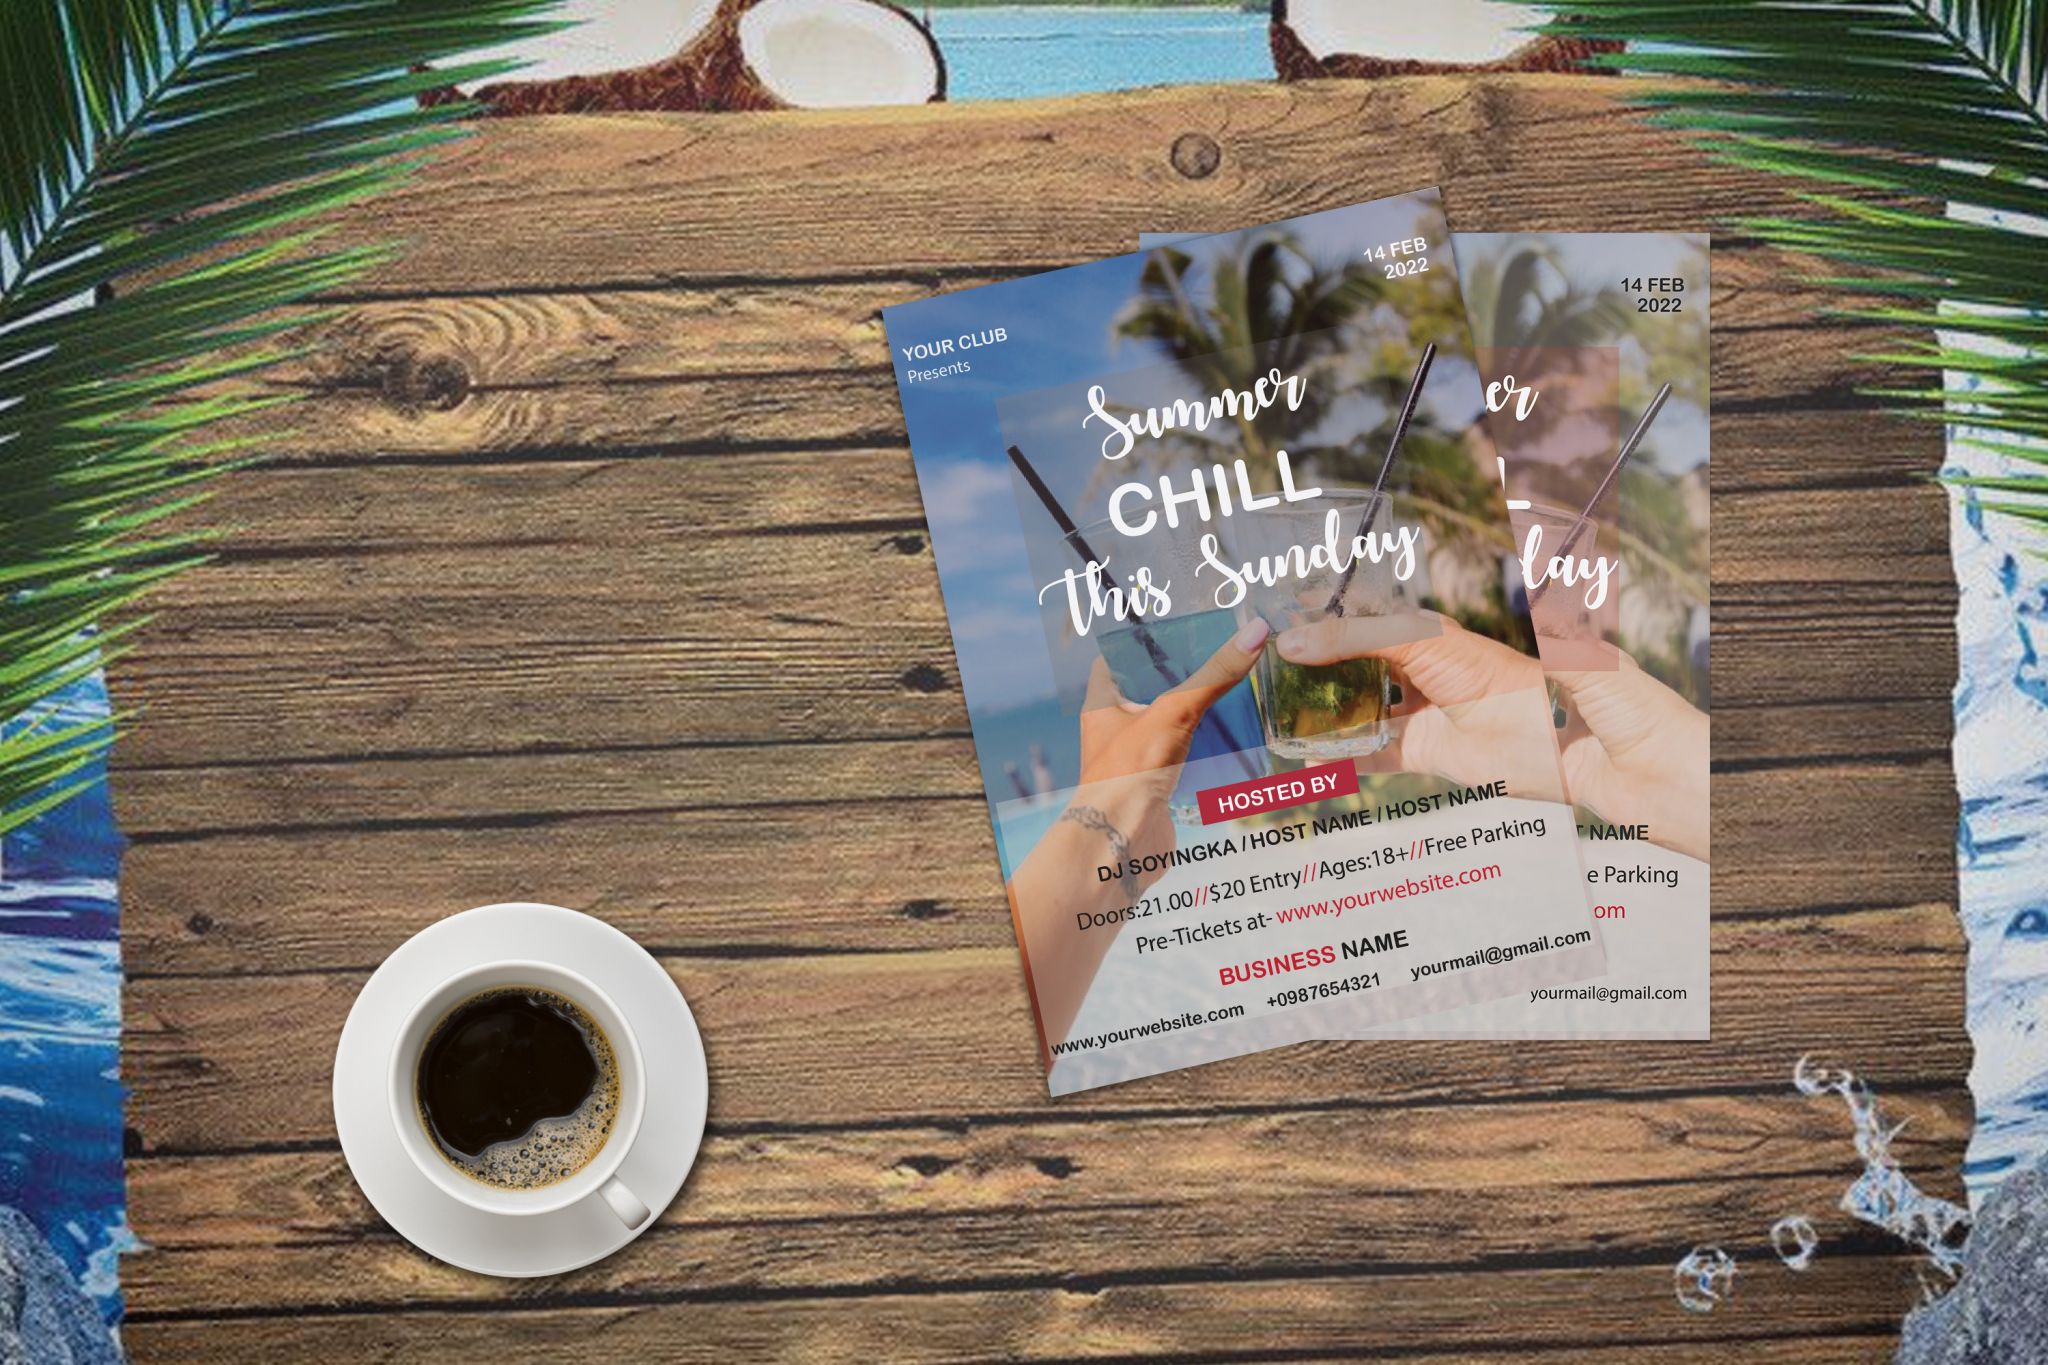 YOUR CLUB
Presents
14 FEB
2022
Summer
CHILL
This Sunday
HOSTED BY
DJ SOYINGKA / HOST NAME / HOST NAME
Doors:21.00//$20 Entry//Ages:18+//Free Parking
Pre-Tickets at- www.yourwebsite.com
BUSINESS NAME
www.yourwebsite.com +0987654321 yourmail@gmail.com
14 FEB
2022
er
L
day
T NAME
e Parking
om
yourmail@gmail.com